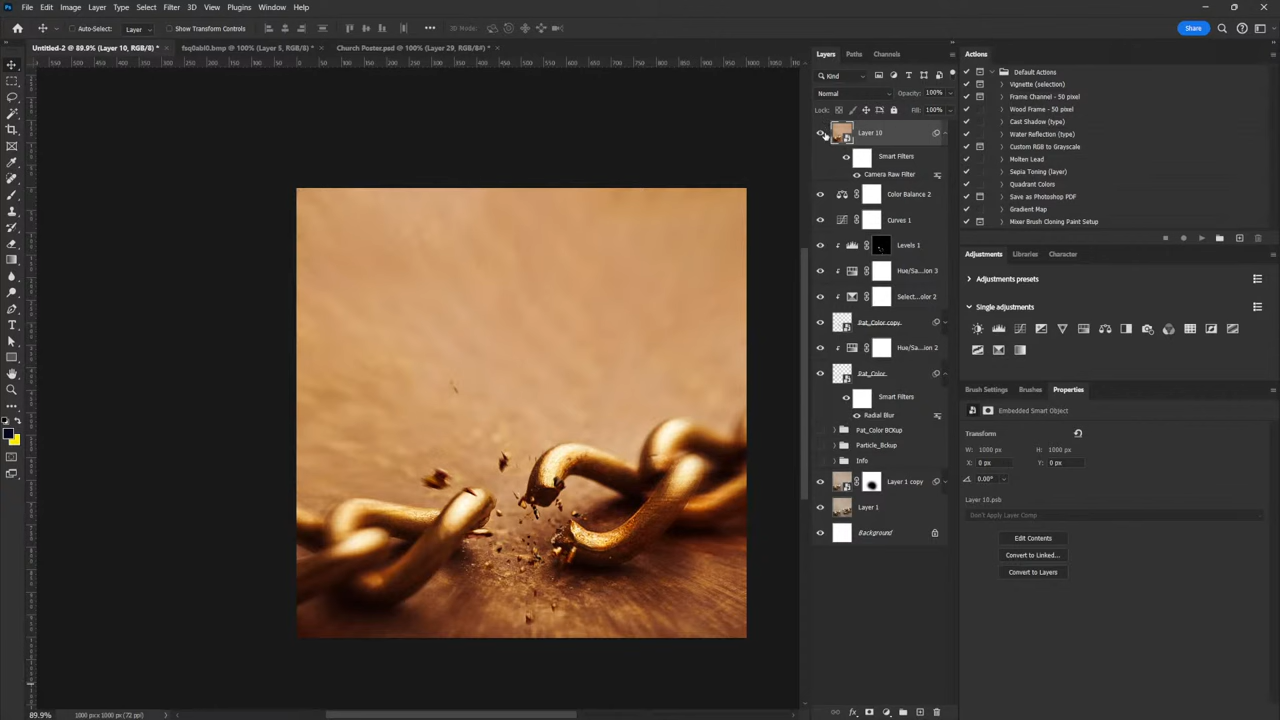 File Edit Image Layer Type Select Filter 3D View Plugins Window Help
Auto-Select: Layer Show Transform Controls 3D Mode: Share
Untitled-2 @ 89.9% (Layer 10, RGB/8) * × fsq0abi0.bmp @ 100% (Layer 5, RGB/8*) * × Church Poster.psd @ 100% (Layer 29, RGB/8#) * ×
Layers Paths Channels
Kind
Normal Opacity: 100%
Lock: Fill: 100%
Layer 10
Smart Filters
Camera Raw Filter
Color Balance 2
Curves 1
Levels 1
Hue/Sa...ion 3
Select...olor 2
Pat_Color copy
Hue/Sa...ion 2
Pat_Color
Smart Filters
Radial Blur
Pat_Color BCKup
Particle_Bckup
Info
Layer 1 copy
Layer 1
Background
Actions
Default Actions
Vignette (selection)
Frame Channel - 50 pixel
Wood Frame - 50 pixel
Cast Shadow (type)
Water Reflection (type)
Custom RGB to Grayscale
Molten Lead
Sepia Toning (layer)
Quadrant Colors
Save as Photoshop PDF
Gradient Map
Mixer Brush Cloning Paint Setup
Adjustments Libraries Character
Adjustments presets
Single adjustments
Brush Settings Brushes Properties
Embedded Smart Object
Transform
W: 1000 px H: 1000 px
X: 0 px Y: 0 px
0.00°
Layer 10.psb
Don't Apply Layer Comp
Edit Contents
Convert to Linked...
Convert to Layers
89.9% 1000 px x 1000 px (72 ppi)